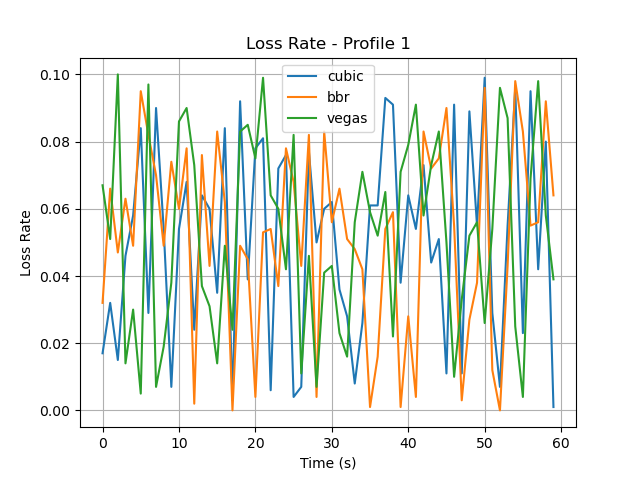 Loss Rate - Profile 1
cubic
bbr
vegas
Loss Rate
0.10
0.08
0.06
0.04
0.02
0.00
0 10 20 30 40 50 60
Time (s)